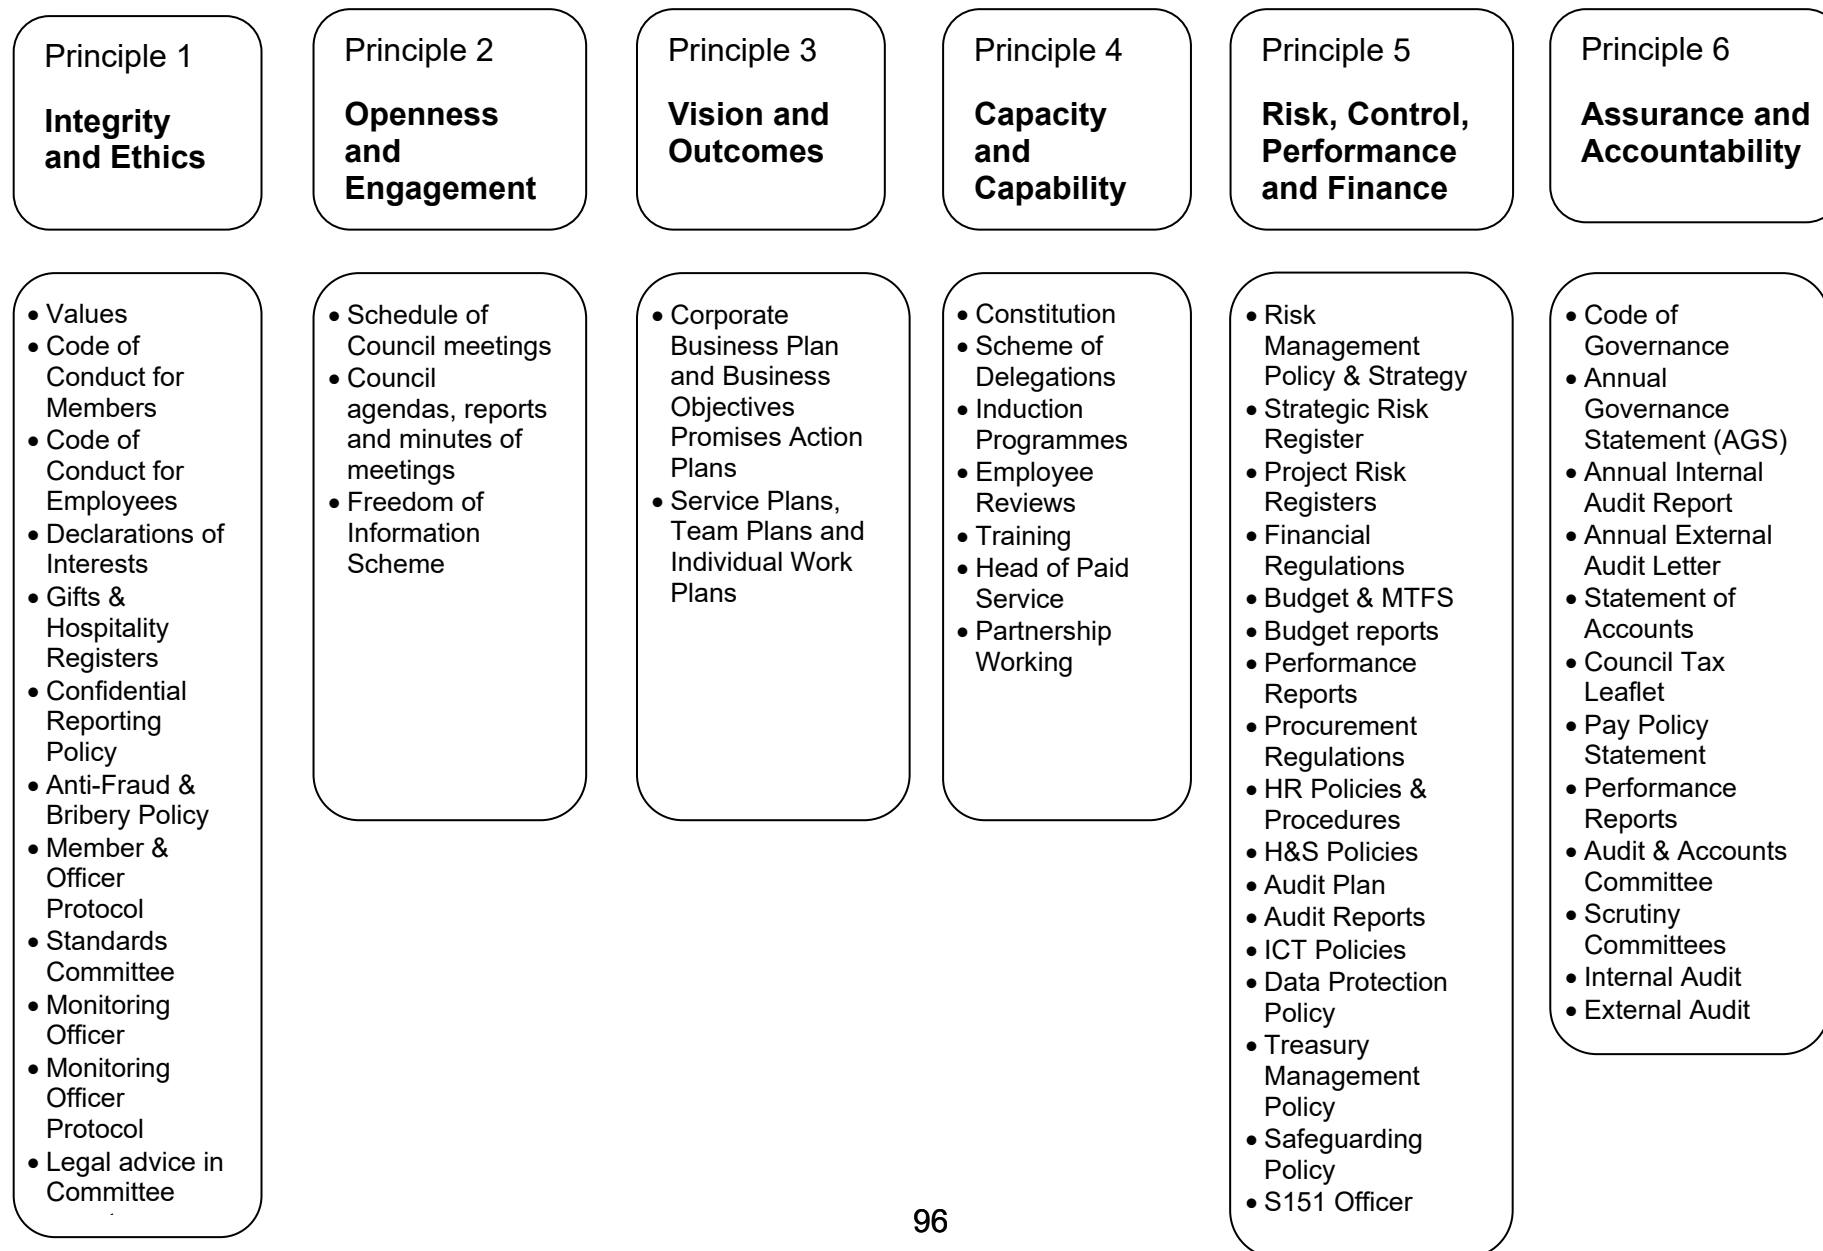 Principle 1
Integrity
and Ethics
Principle 2
Openness
and
Engagement
Principle 3
Vision and
Outcomes
Principle 4
Capacity
and
Capability
Principle 5
Risk, Control,
Performance
and Finance
Principle 6
Assurance and
Accountability
• Values
• Code of
Conduct for
Members
• Code of
Conduct for
Employees
• Declarations of
Interests
• Gifts &
Hospitality
Registers
• Confidential
Reporting
Policy
• Anti-Fraud &
Bribery Policy
• Member &
Officer
Protocol
• Standards
Committee
• Monitoring
Officer
• Monitoring
Officer
Protocol
• Legal advice in
Committee
• Schedule of
Council meetings
• Council
agendas, reports
and minutes of
meetings
• Freedom of
Information
Scheme
• Corporate
Business Plan
and Business
Objectives
Promises Action
Plans
• Service Plans,
Team Plans and
Individual Work
Plans
• Constitution
• Scheme of
Delegations
• Induction
Programmes
• Employee
Reviews
• Training
• Head of Paid
Service
• Partnership
Working
• Risk
Management
Policy & Strategy
• Strategic Risk
Register
• Project Risk
Registers
• Financial
Regulations
• Budget & MTFS
• Budget reports
• Performance
Reports
• Procurement
Regulations
• HR Policies &
Procedures
• H&S Policies
• Audit Plan
• Audit Reports
• ICT Policies
• Data Protection
Policy
• Treasury
Management
Policy
• Safeguarding
Policy
• S151 Officer
• Code of
Governance
• Annual
Governance
Statement (AGS)
• Annual Internal
Audit Report
• Annual External
Audit Letter
• Statement of
Accounts
• Council Tax
Leaflet
• Pay Policy
Statement
• Performance
Reports
• Audit & Accounts
Committee
• Scrutiny
Committees
• Internal Audit
• External Audit
96